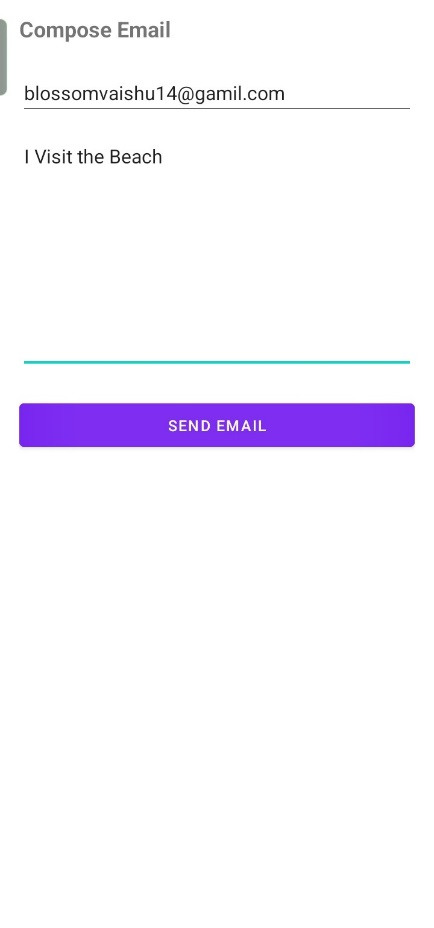 Compose Email
blossomvaishu14@gamil.com
I Visit the Beach
SEND EMAIL